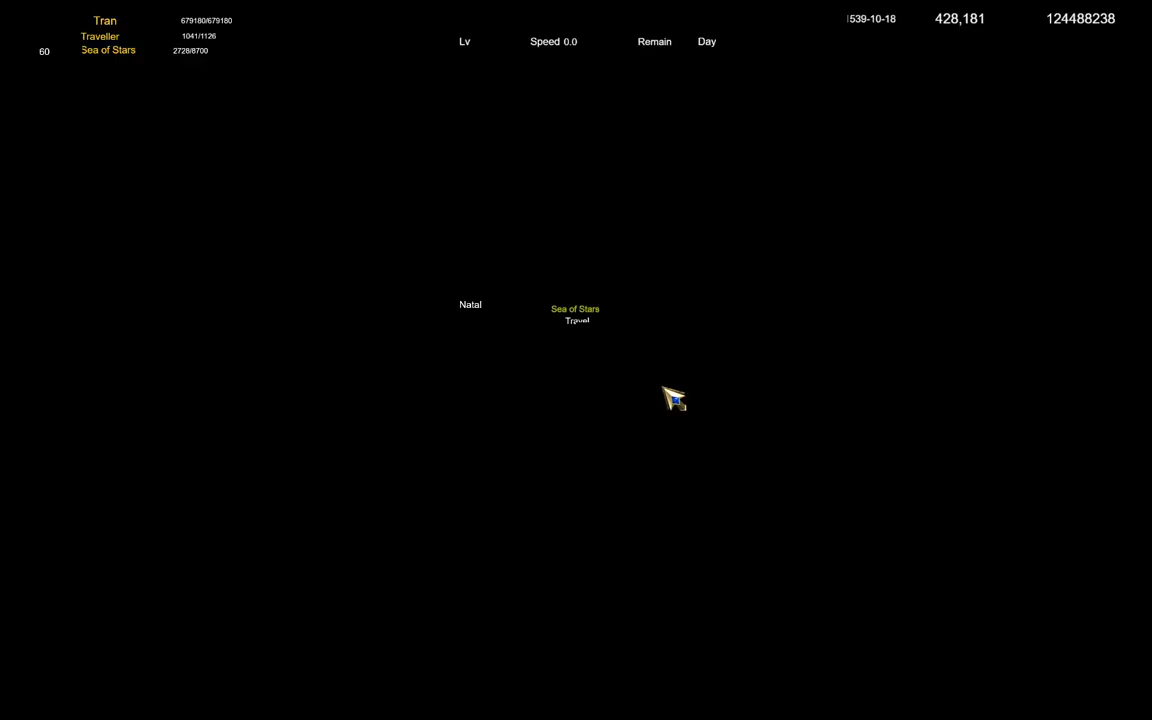 Tran 679180/679180
Traveller 1041/1126
60 Sea of Stars 2728/8700
Lv Speed 0.0 Remain Day
539-10-18 428,181 124488238
Natal Sea of Stars
Travel